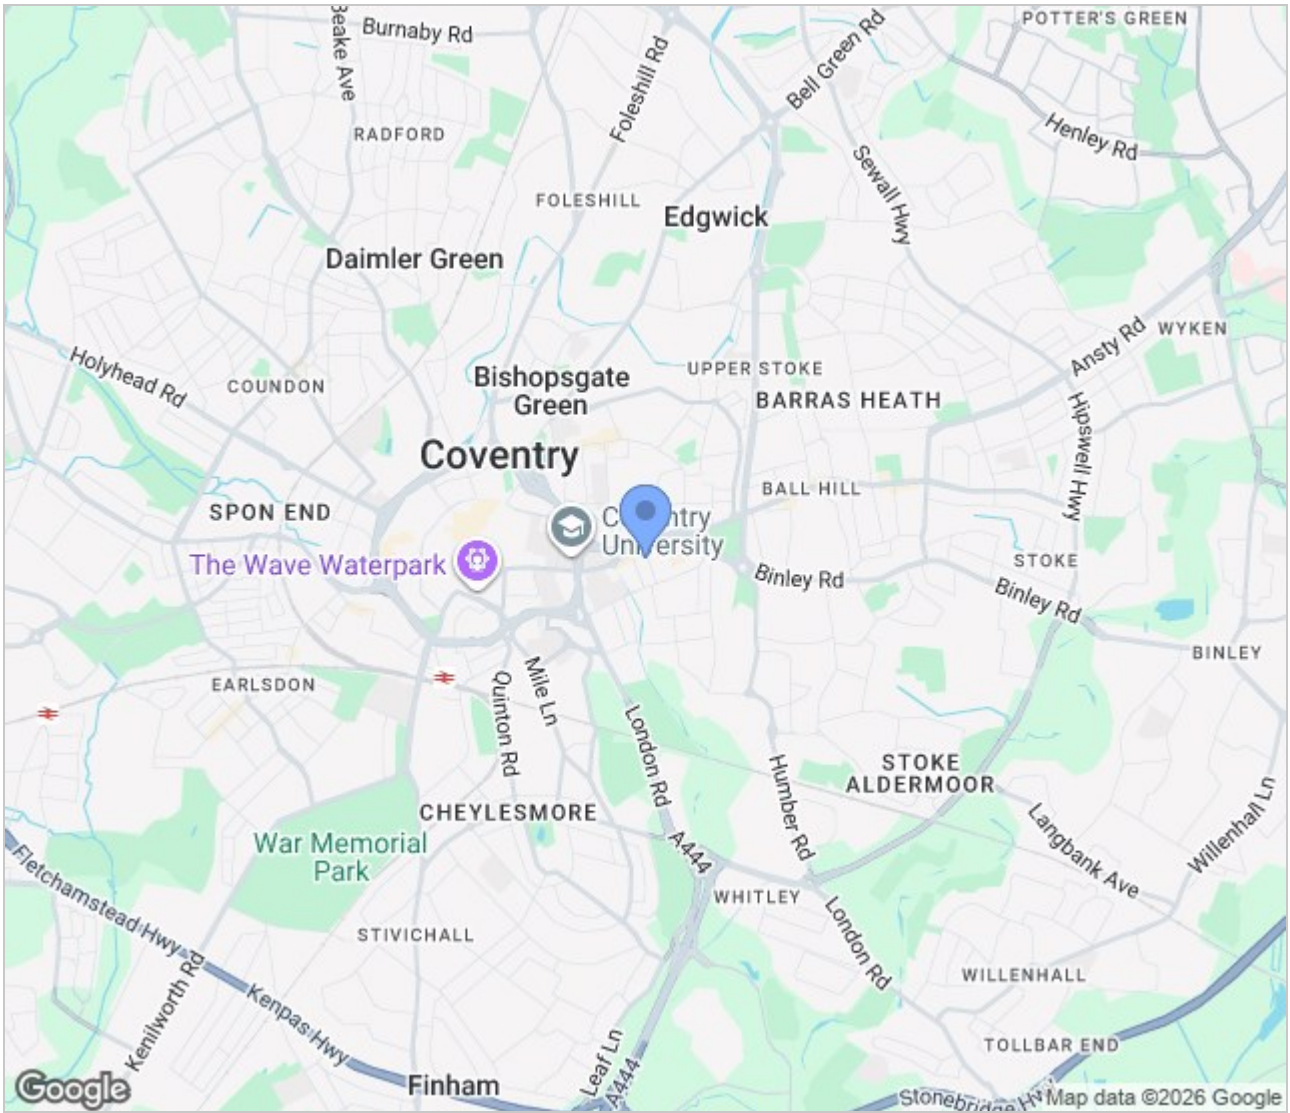 POTTER'S GREEN
Burnaby Rd
Beake Ave
Foleshill Rd
Bell Green Rd
Henley Rd
RADFORD
Sewall Hwy
FOLESHILL
Edgwick
Daimler Green
WYKEN
Ansty Rd
Holyhead Rd
COUNDON
Bishopsgate
Green
UPPER STOKE
BARRAS HEATH
Hipswell Hwy
Coventry
BALL HILL
SPON END
Coventry
University
The Wave Waterpark
STOKE
Binley Rd
Binley Rd
BINLEY
EARLSDON
Quinton Rd
Mile Ln
London Rd
Humber Rd
STOKE
ALDERMOOR
CHEYLESMORE
Langbank Ave
Willenhall Ln
War Memorial
Park
A444
Fletchamstead Hwy
WHITLEY
STIVICHALL
London Rd
Kenilworth Rd
WILLENHALL
Kenpas Hwy
TOLLBAR END
Leaf Ln
A444
Finham
Google
Stonebridge Hwy
Map data ©2026 Google